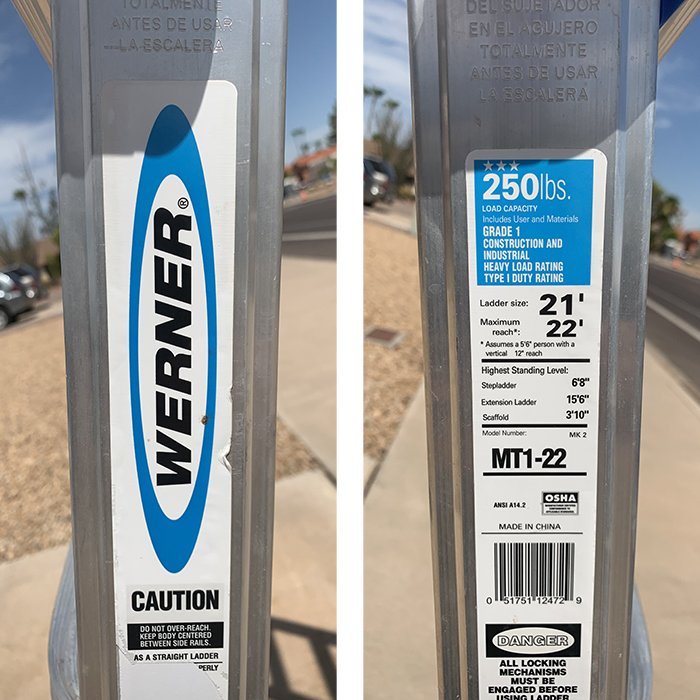 TOTALMENTE
ANTES DE USAR
LA ESCALERA
WERNER®
CAUTION
DO NOT OVER-REACH.
KEEP BODY CENTERED
BETWEEN SIDE RAILS.
AS A STRAIGHT LADDER
PERLY
DEL SUJETADOR
EN EL AGUJERO
TOTALMENTE
ANTES DE USAR
LA ESCALERA
250lbs.
LOAD CAPACITY
Includes User and Materials
GRADE 1
CONSTRUCTION AND
INDUSTRIAL
HEAVY LOAD RATING
TYPE I DUTY RATING
Ladder size: 21'
Maximum
reach*: 22'
* Assumes a 5'6" person with a
vertical 12" reach
Highest Standing Level:
Stepladder 6'8"
Extension Ladder 15'6"
Scaffold 3'10"
Model Number: MK 2
MT1-22
ANSI A14.2 OSHA
MADE IN CHINA
0 51751 12472 9
DANGER
ALL LOCKING
MECHANISMS
MUST BE
ENGAGED BEFORE
USING LADDER